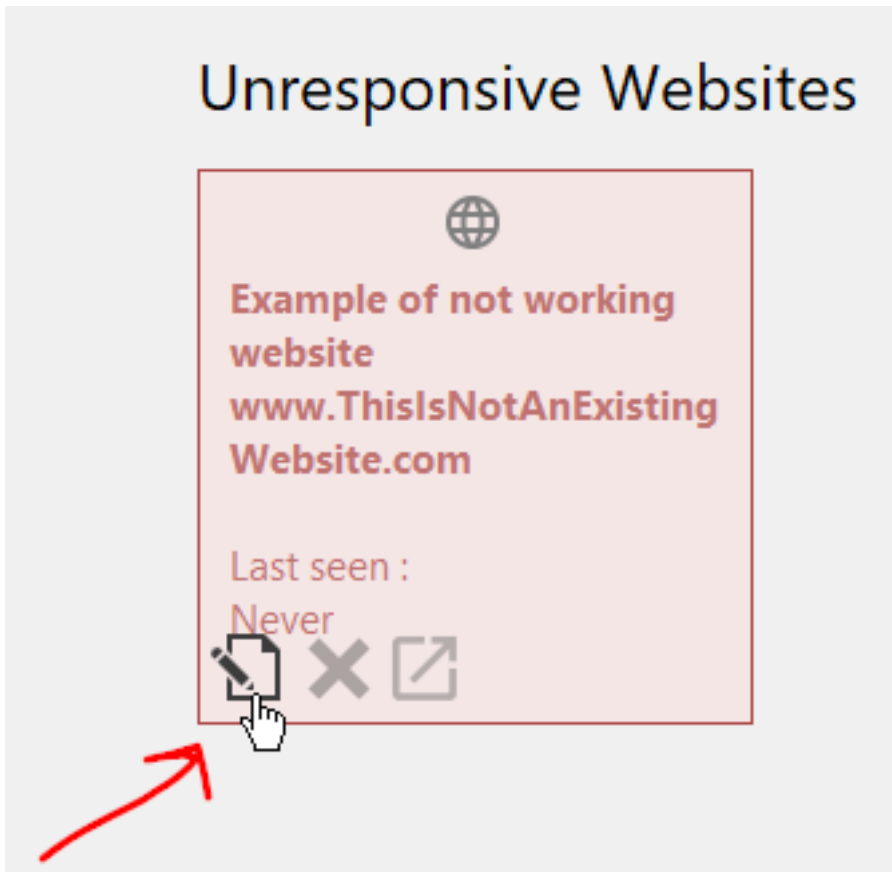 Unresponsive Websites
Example of not working
website
www.ThisIsNotAnExisting
Website.com
Last seen :
Never